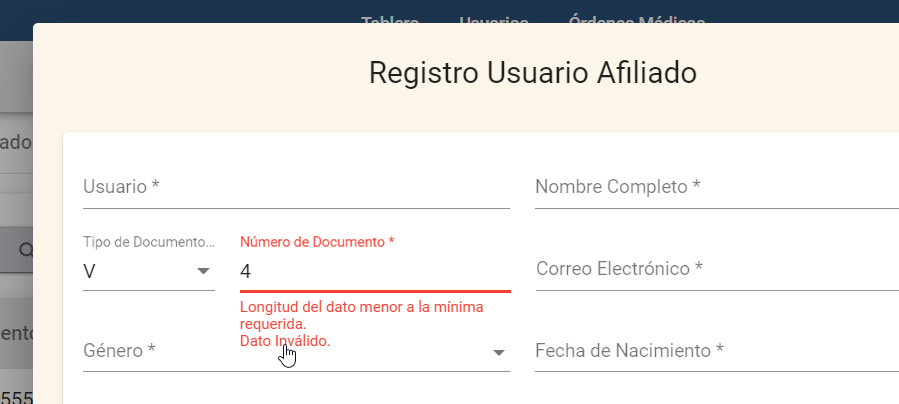 Tablero Usuarios Órdenes Médicas
Registro Usuario Afiliado
ado
Usuario *
Nombre Completo *
Tipo de Documento...
Número de Documento *
V
4
Correo Electrónico *
Longitud del dato menor a la mínima
requerida.
Dato Inválido.
ento
Género *
Fecha de Nacimiento *
555